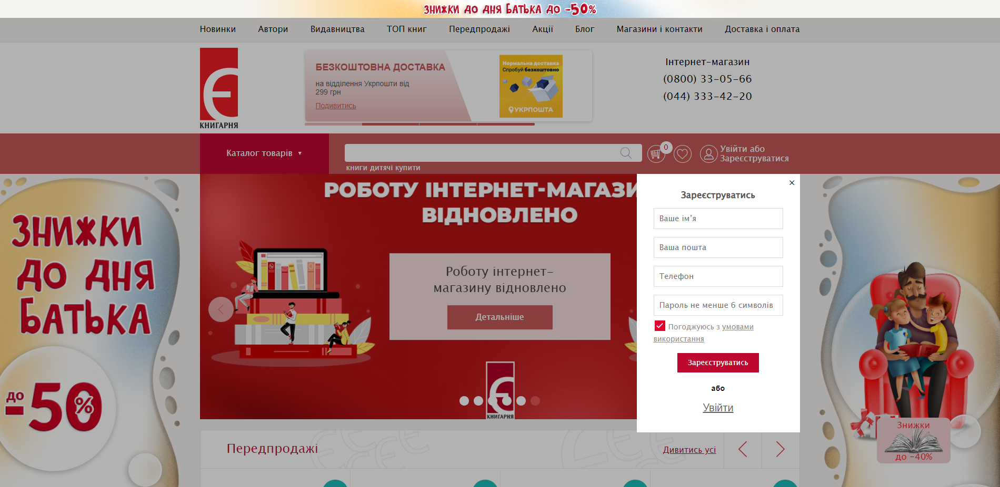 ЗНИЖКИ ДО ДНЯ БАТЬКА ДО -50%
Новинки Автори Видавництва ТОП книг Передпродажі Акції Блог Магазини і контакти Доставка і оплата
КНИГАРНЯ
БЕЗКОШТОВНА ДОСТАВКА
на відділення Укрпошти від
299 грн
Подивитись
Нормальна доставка
Спробуй безкоштовно
УКРПОШТА
Інтернет-магазин
(0800) 33-05-66
(044) 333-42-20
Каталог товарів
книги дитячі купити
0
Увійти або
Зареєструватися
ЗНИЖКИ
ДО ДНЯ
БАТЬКА
ДО
-50%
РОБОТУ ІНТЕРНЕТ-МАГАЗИ
ВІДНОВЛЕНО
Роботу інтернет-
магазину відновлено
Детальніше
КНИГАРНЯ
Зареєструватись
Ваше ім’я
Ваша пошта
Телефон
Пароль не менше 6 символів
Погоджуюсь з умовами
використання
Зареєструватись
або
Увійти
Знижки
до -40%
Передпродажі
Дивитись усі